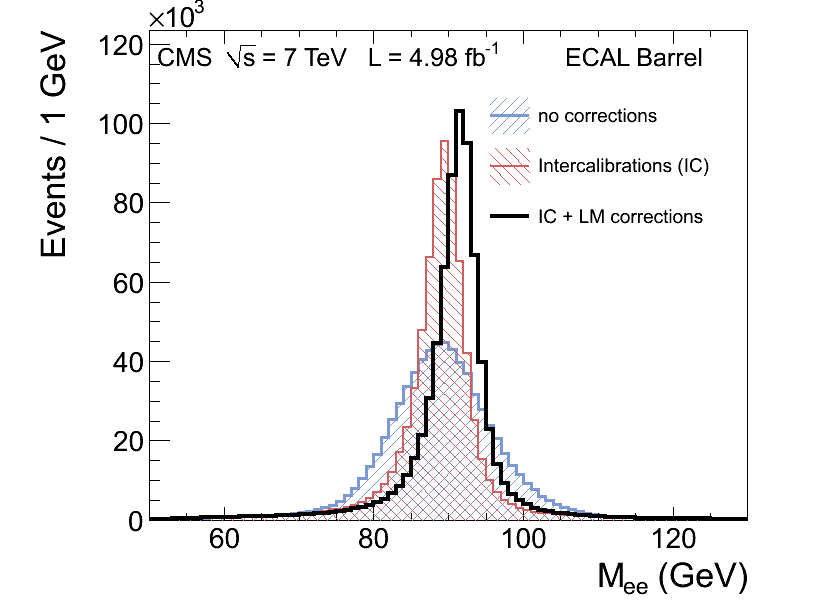 ×10³
120
CMS √s = 7 TeV L = 4.98 fb⁻¹ ECAL Barrel
Events / 1 GeV
no corrections
100
Intercalibrations (IC)
80
IC + LM corrections
60
40
20
0
60 80 100 120
Mee (GeV)